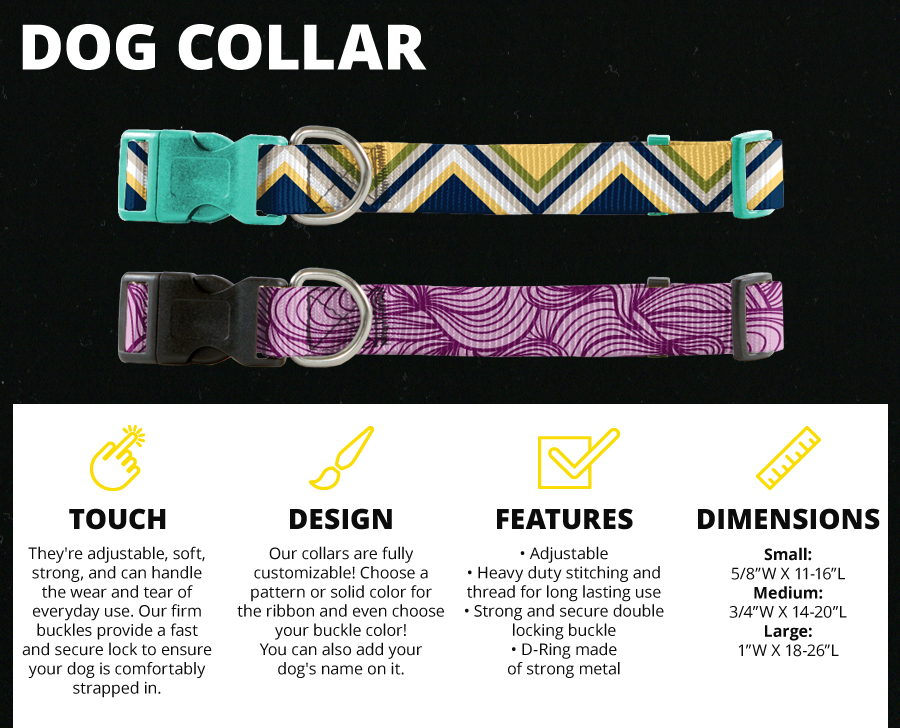 DOG COLLAR
TOUCH
They're adjustable, soft,
strong, and can handle
the wear and tear of
everyday use. Our firm
buckles provide a fast
and secure lock to ensure
your dog is comfortably
strapped in.
DESIGN
Our collars are fully
customizable! Choose a
pattern or solid color for
the ribbon and even choose
your buckle color!
You can also add your
dog's name on it.
FEATURES
• Adjustable
• Heavy duty stitching and
thread for long lasting use
• Strong and secure double
locking buckle
• D-Ring made
of strong metal
DIMENSIONS
Small:
5/8”W X 11-16”L
Medium:
3/4”W X 14-20”L
Large:
1”W X 18-26”L